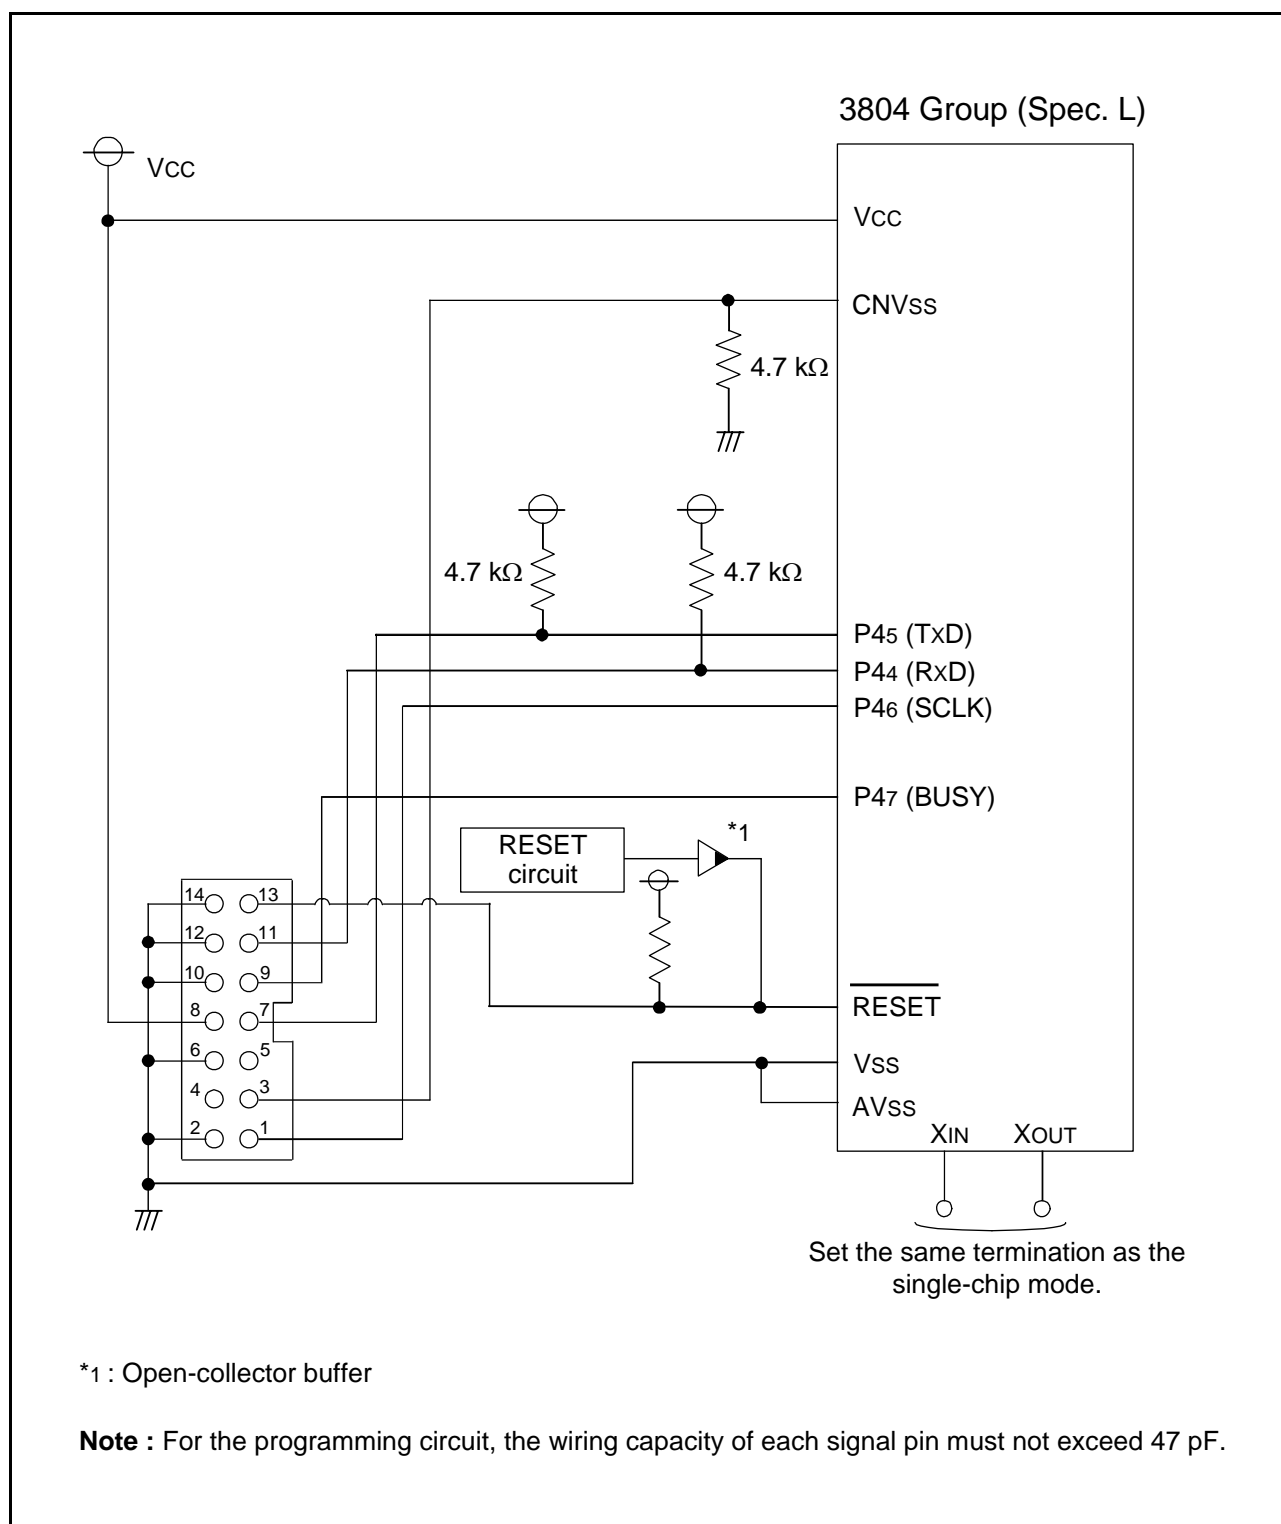 3804 Group (Spec. L)
VCC
VCC
CNVSS
4.7 kΩ
4.7 kΩ
4.7 kΩ
P45 (TXD)
P44 (RXD)
P46 (SCLK)
P47 (BUSY)
*1
RESET
circuit
14 13
12 11
10 9
8 7
6 5
4 3
2 1
RESET
VSS
AVSS
XIN XOUT
Set the same termination as the
single-chip mode.
*1 : Open-collector buffer
Note : For the programming circuit, the wiring capacity of each signal pin must not exceed 47 pF.